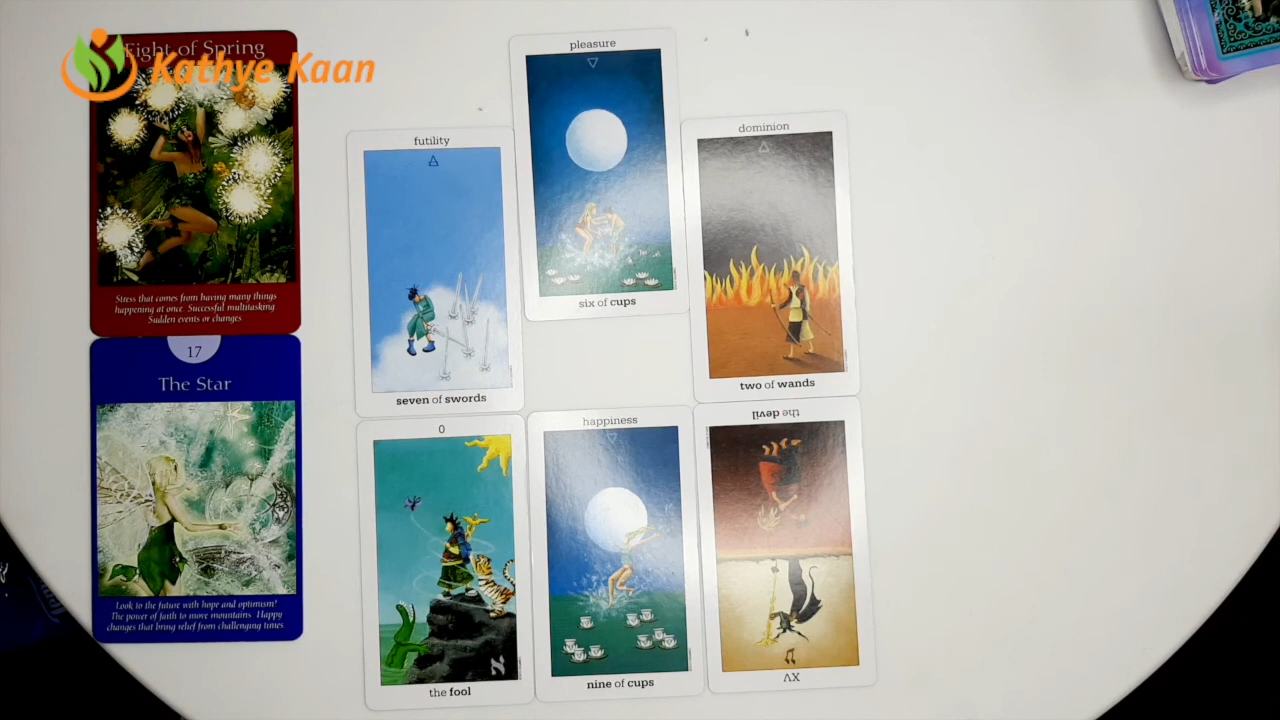 Eight of Spring
Kathye Kaan
Stress that comes from having many things
happening at once. Successful multitasking
Sudden events or changes
17
The Star
Look to the future with hope and optimism!
The power of faith to move mountains. Happy
changes that bring relief from challenging times.
futility
seven of swords
pleasure
six of cups
dominion
two of wands
0
the fool
א
happiness
nine of cups
the devil
XV